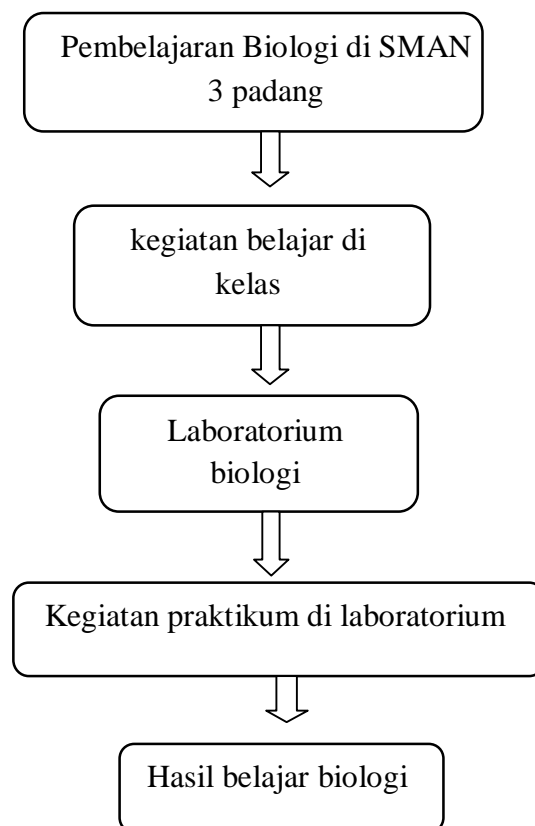 Pembelajaran Biologi di SMAN
3 padang
kegiatan belajar di
kelas
Laboratorium
biologi
Kegiatan praktikum di laboratorium
Hasil belajar biologi